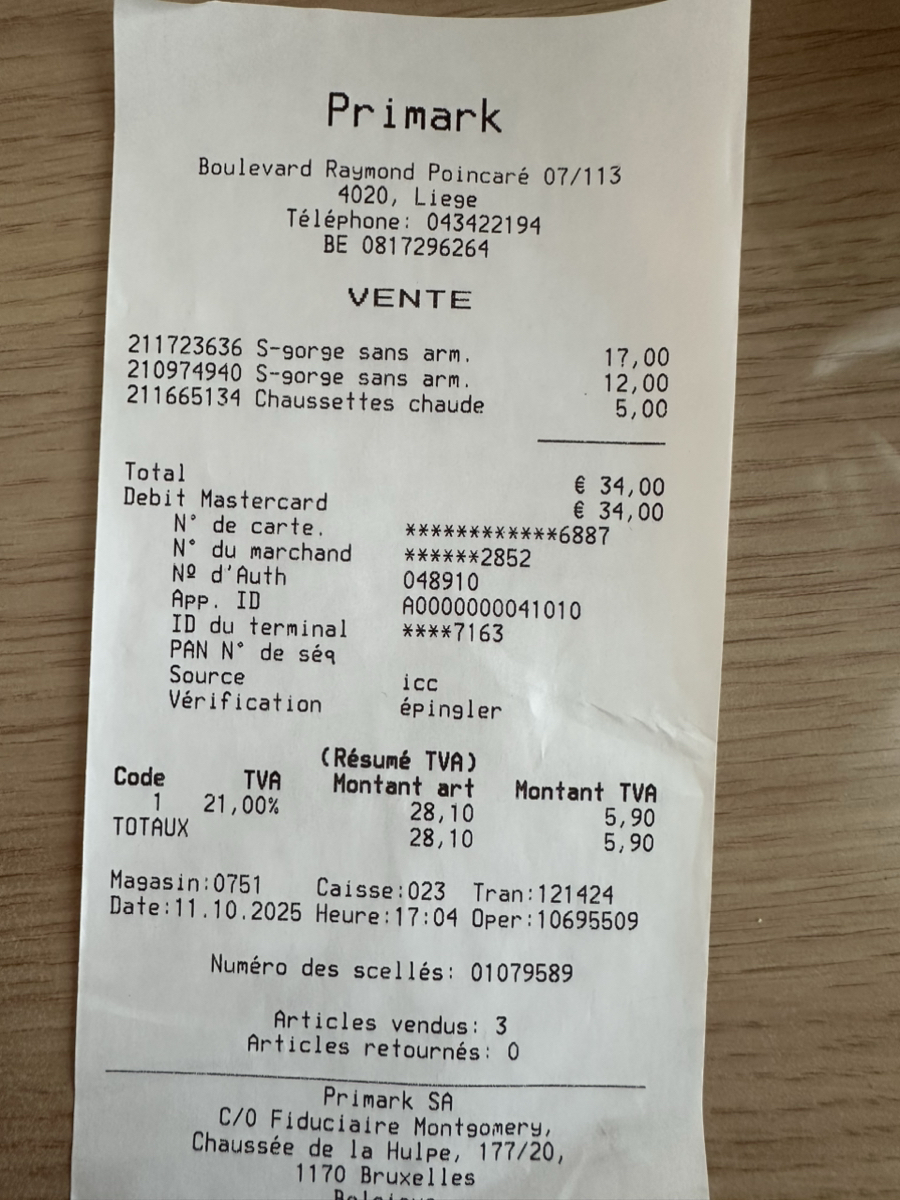 Primark
Boulevard Raymond Poincaré 07/113
4020, Liege
Téléphone: 043422194
BE 0817296264
VENTE
211723636 S-gorge sans arm. 17,00
210974940 S-gorge sans arm. 12,00
211665134 Chaussettes chaude 5,00
Total € 34,00
Debit Mastercard € 34,00
N° de carte. ************6887
N° du marchand ******2852
Nº d'Auth 048910
App. ID A0000000041010
ID du terminal ****7163
PAN N° de séq
Source icc
Vérification épingler
(Résumé TVA)
Code TVA Montant art Montant TVA
1 21,00% 28,10 5,90
TOTAUX 28,10 5,90
Magasin:0751 Caisse:023 Tran:121424
Date:11.10.2025 Heure:17:04 Oper:10695509
Numéro des scellés: 01079589
Articles vendus: 3
Articles retournés: 0
Primark SA
C/O Fiduciaire Montgomery,
Chaussée de la Hulpe, 177/20,
1170 Bruxelles